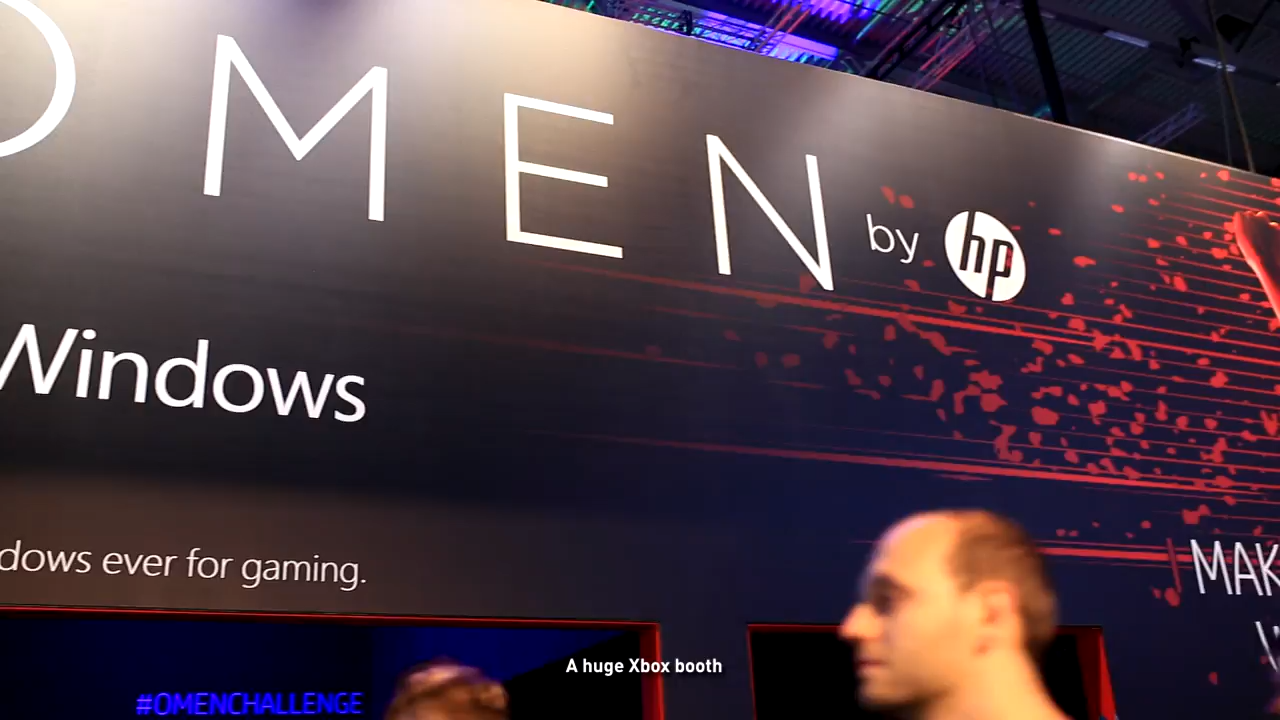 OMEN by hp
Windows
dows ever for gaming.
MAK
#OMENCHALLENGE
A huge Xbox booth